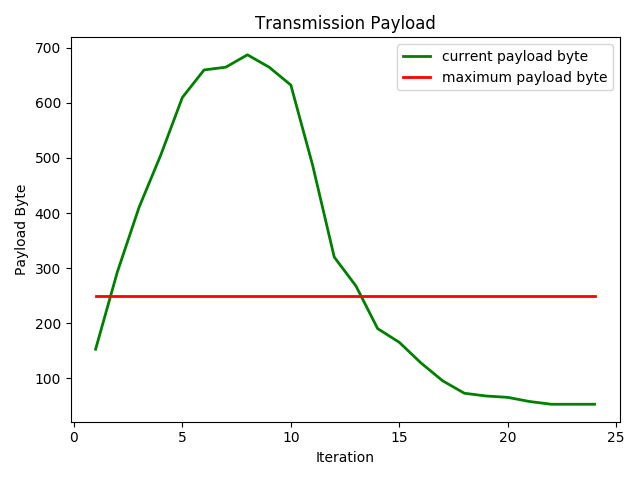 Transmission Payload
current payload byte
maximum payload byte
Payload Byte
700
600
500
400
300
200
100
0
5
10
15
20
25
Iteration